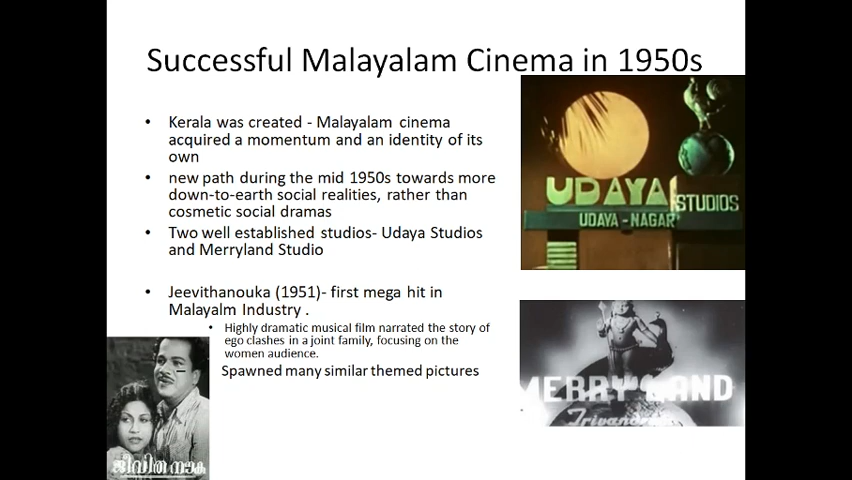 Successful Malayalam Cinema in 1950s
• Kerala was created - Malayalam cinema
acquired a momentum and an identity of its
own
• new path during the mid 1950s towards more
down-to-earth social realities, rather than
cosmetic social dramas
• Two well established studios- Udaya Studios
and Merryland Studio
• Jeevithanouka (1951)- first mega hit in
Malayalm Industry .
• Highly dramatic musical film narrated the story of
ego clashes in a joint family, focusing on the
women audience.
Spawned many similar themed pictures
UDAYA STUDIOS
UDAYA-NAGAR
MERRYLAND
Trivandrum
ജീവിത നൗക